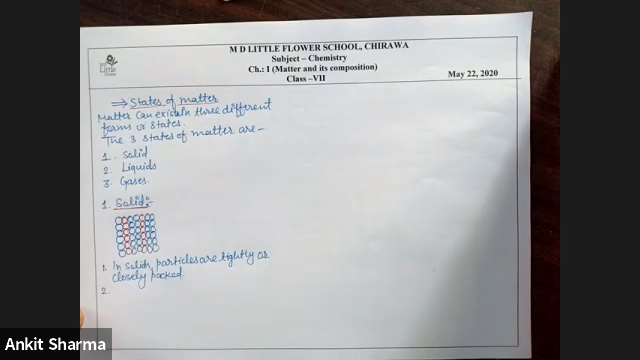 M D LITTLE FLOWER SCHOOL, CHIRAWA
Subject – Chemistry
Ch.: I (Matter and its composition)
Class –VII
May 22, 2020
Little
Flower
→ States of matter
Matter can exist in three different
forms or states.
The 3 states of matter are –
1. Solid
2. Liquids
3. Gases.
1. Solid:
1. In solids, particles are tightly or
closely packed.
2.
Ankit Sharma